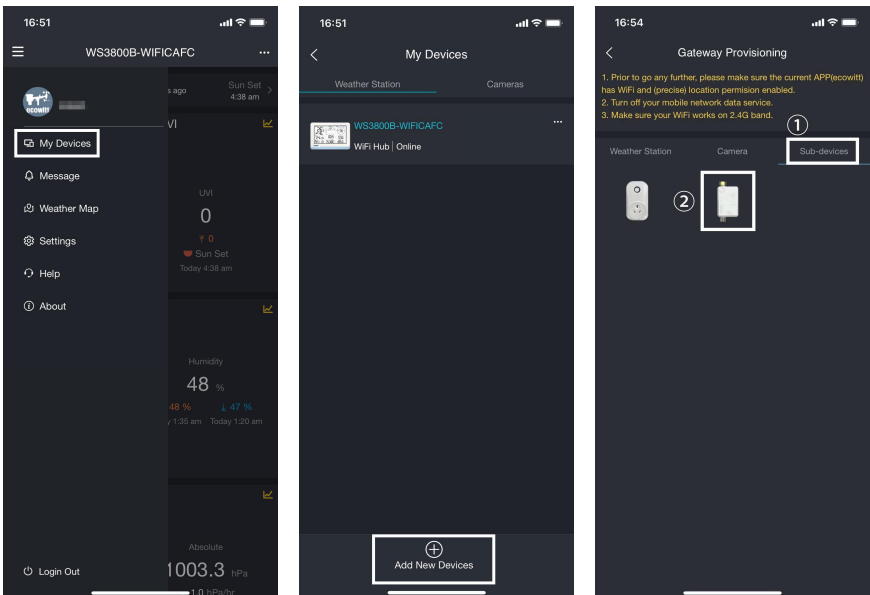 16:51
WS3800B-WIFICAFC
ecowitt
s ago
Sun Set
4:38 am
My Devices
VI
Message
UVI
Weather Map
0
Settings
0
Sun Set
Today 4:38 am
Help
About
Humidity
48 %
48 %
47 %
y 1:35 am
Today 1:20 am
Absolute
Login Out
1003.3 hPa
1.0 hPa/hr
16:51
My Devices
Weather Station
Cameras
WS3800B-WIFICAFC
WiFi Hub | Online
Add New Devices
16:54
Gateway Provisioning
1. Prior to go any further, please make sure the current APP(ecowitt)
has WiFi and (precise) location permision enabled.
2. Turn off your mobile network data service.
3. Make sure your WiFi works on 2.4G band.
①
Weather Station
Camera
Sub-devices
②